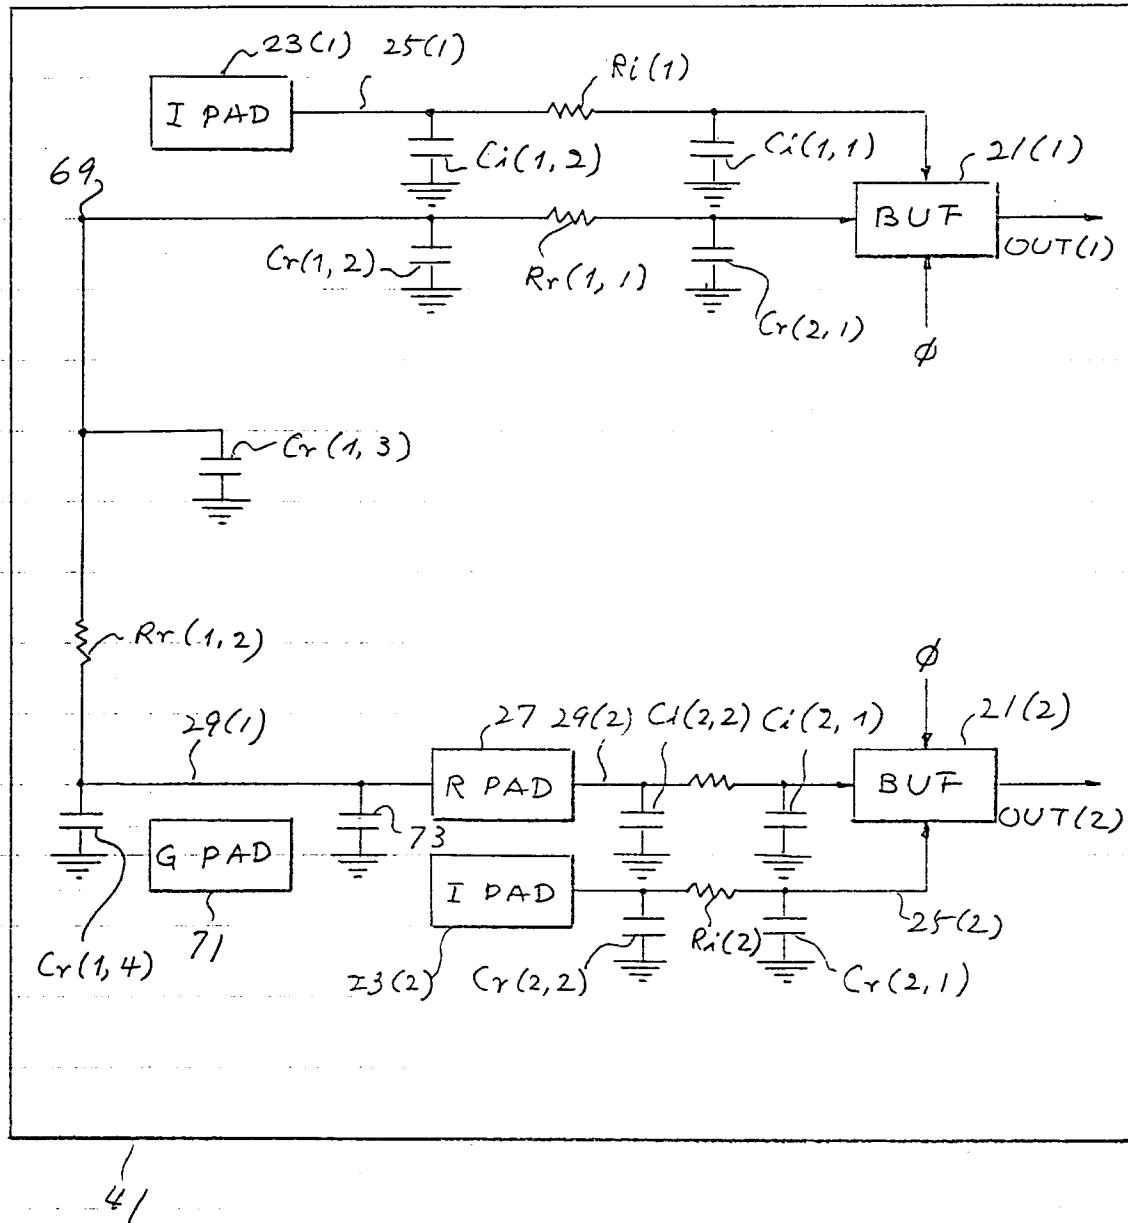 23(1) 25(1)
Ri(1)
I PAD
Ci(1,2)
Ci(1,1)
21(1)
69
BUF
OUT(1)
Cr(1,2)
Rr(1,1)
Cr(2,1)
φ
Cr(1,3)
Rr(1,2)
φ
29(1)
27 29(2) Ci(2,2) Ci(2,1) 21(2)
R PAD
BUF
OUT(2)
73
G PAD
I PAD
25(2)
71
Ri(2)
Cr(1,4)
23(2) Cr(2,2)
Cr(2,1)
41